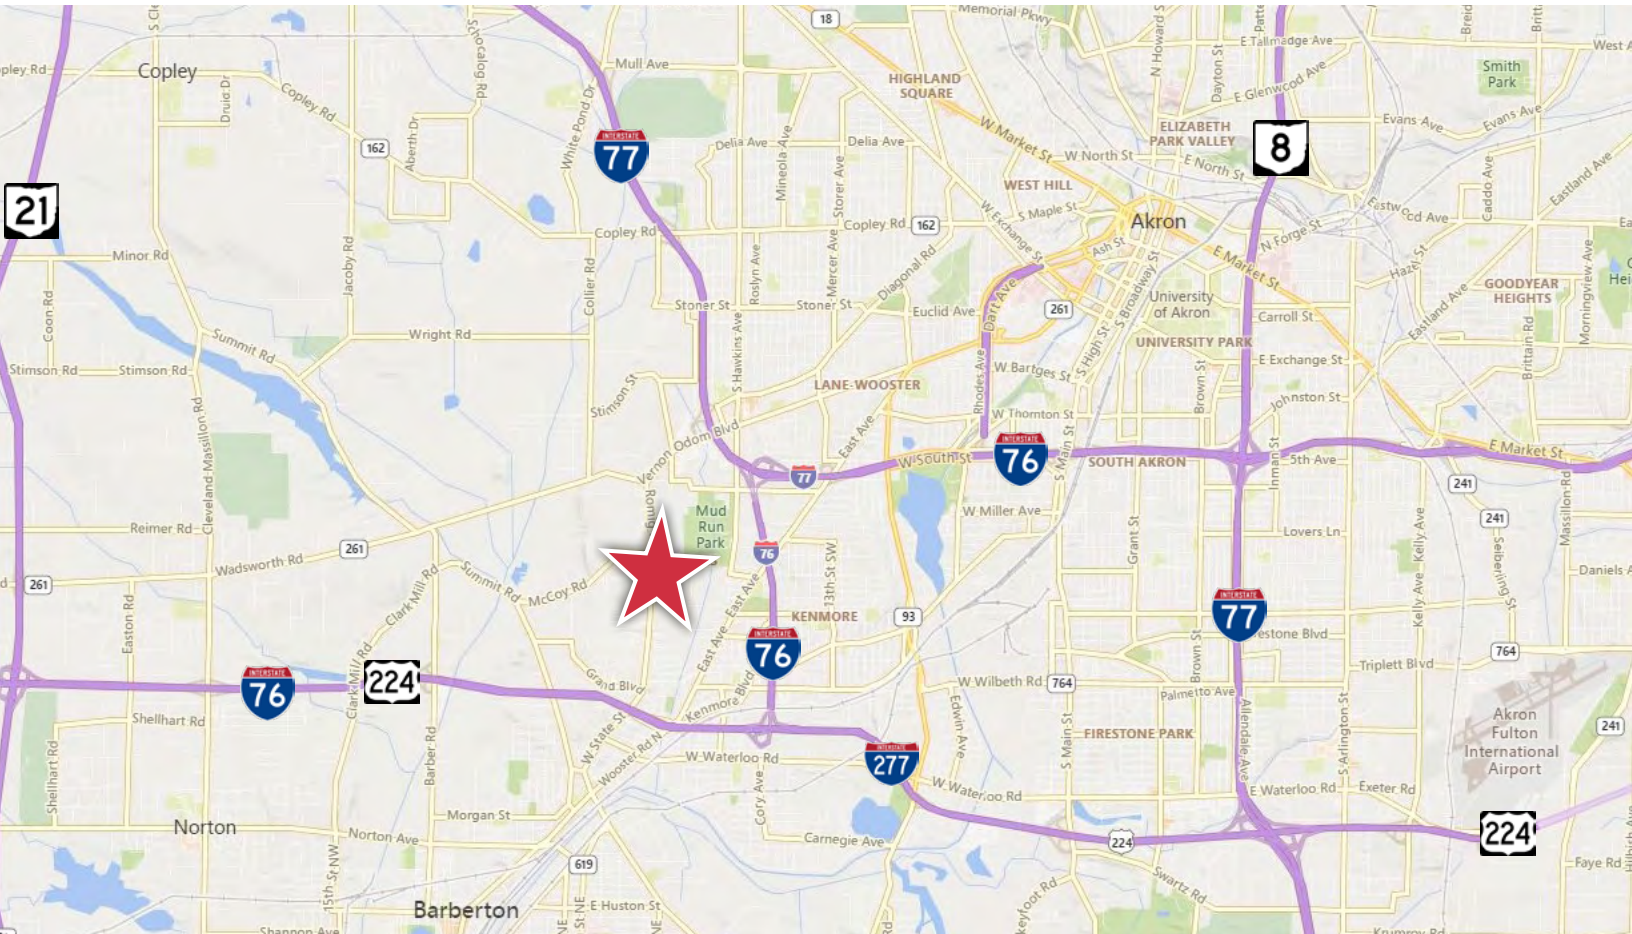 18
Memorial Pkwy
E Tallmadge Ave
West A
Copley
Mull Ave
HIGHLAND
SQUARE
Smith
Park
Druid Dr
Copley Rd
Schocalog Rd
White Pond Dr
N Howard S
Dayton St
E Glenwood Ave
Evans Ave
Evans Ave
162
Aberth Dr
INTERSTATE
77
Delia Ave
Mineola Ave
Delia Ave
W Market St
W North St
ELIZABETH
PARK VALLEY
E North St
8
21
Storer Ave
WEST HILL
S Maple St
W Exchange St
Akron
Caddo Ave
Eastland Ave
Copley Rd
Copley Rd
162
Minor Rd
Jacoby Rd
Collier Rd
Roslyn Ave
Mercer Ave
Diagonal Rd
Ash St
N Forge St
E Market St
Hazel St
GOODYEAR
HEIGHTS
Morningview Ave
Coon Rd
Stoner St
Stoner St
Euclid Ave
Dart Ave
261
S Broadway St
University
of Akron
Carroll St
Eastland Ave
Summit Rd
Wright Rd
S Hawkins Ave
S High St
UNIVERSITY PARK
E Exchange St
Brittain Rd
Stimson Rd
Stimson Rd
Stimson St
LANE-WOOSTER
Rhodes Ave
W Bartges St
Brown St
Johnston St
Cleveland Massillon Rd
Vernon Odom Blvd
East Ave
W Thornton St
S Main St
W South St
INTERSTATE
76
SOUTH AKRON
Inman St
5th Ave
E Market St
77
241
Massillon Rd
Romig
Mud
Run
Park
W Miller Ave
Grant St
Lovers Ln
241
Reimer Rd
261
Wadsworth Rd
76
Kelly Ave
Seiberling St
261
Summit Rd
McCoy Rd
Clark Mill Rd
13th St SW
Daniels A
Easton Rd
East Ave
KENMORE
93
INTERSTATE
77
Kelly Ave
estone Blvd
East Ave
INTERSTATE
76
Brown St
Triplett Blvd
764
INTERSTATE
76
Clark Mill Rd
224
Grand Blvd
W Wilbeth Rd
764
Palmetto Ave
Shellhart Rd
Kenmore Blvd
Edwin Ave
S Main St
FIRESTONE PARK
Allendale Ave
S Arlington St
Akron
Fulton
International
Airport
241
Shellhart Rd
Barber Rd
W State St
Wooster Rd N
W Waterloo Rd
INTERSTATE
277
W Waterloo Rd
E Waterloo Rd
Exeter Rd
Cory Ave
Norton
Norton Ave
Morgan St
Carnegie Ave
224
224
15th St NW
619
Swartz Rd
Faye Rd
Barberton
E Huston St
St NE
eyfoot Rd
Shannon Ave
Krumroy Rd